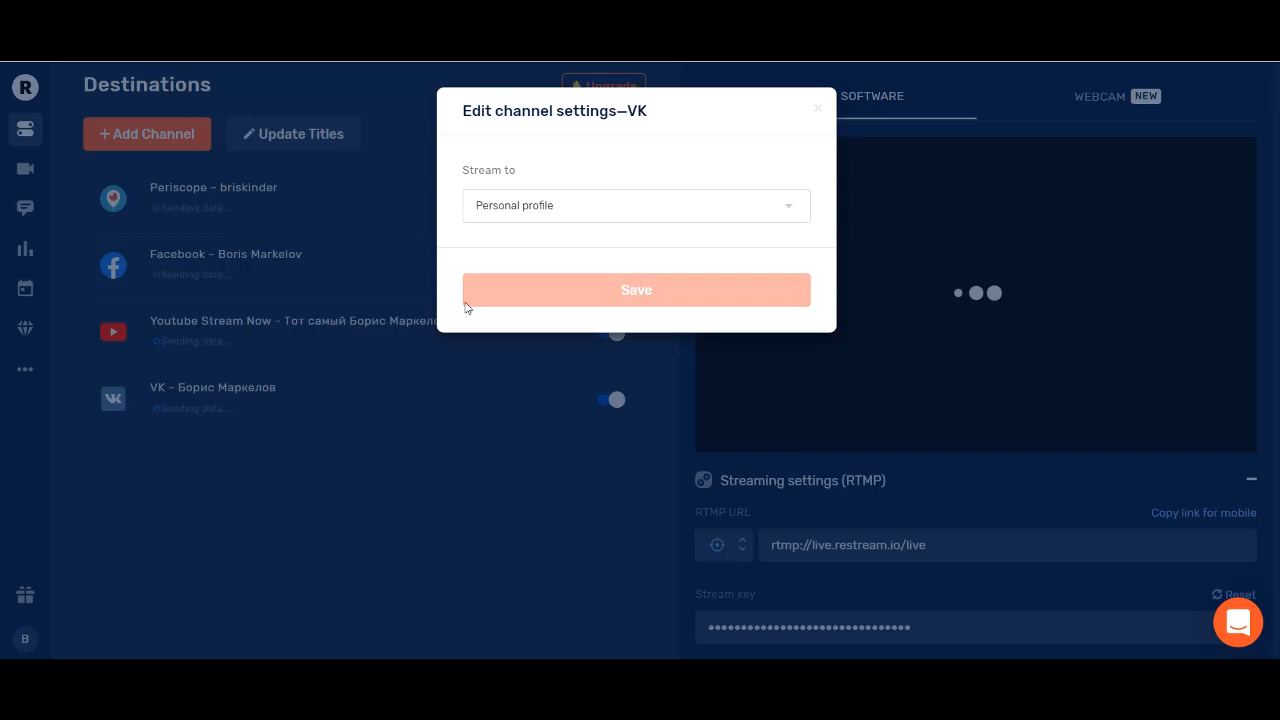 R
Destinations
Upgrade
+ Add Channel
Update Titles
Periscope - briskinder
Sending data...
Facebook - Boris Markelov
Sending data...
Youtube Stream Now - Тот самый Борис Маркело
Sending data...
VK - Борис Маркелов
Sending data...
B
Edit channel settings—VK
×
Stream to
Personal profile
Save
SOFTWARE
WEBCAM NEW
Streaming settings (RTMP)
RTMP URL
Copy link for mobile
rtmp://live.restream.io/live
Stream key
Reset
•••••••••••••••••••••••••••••••